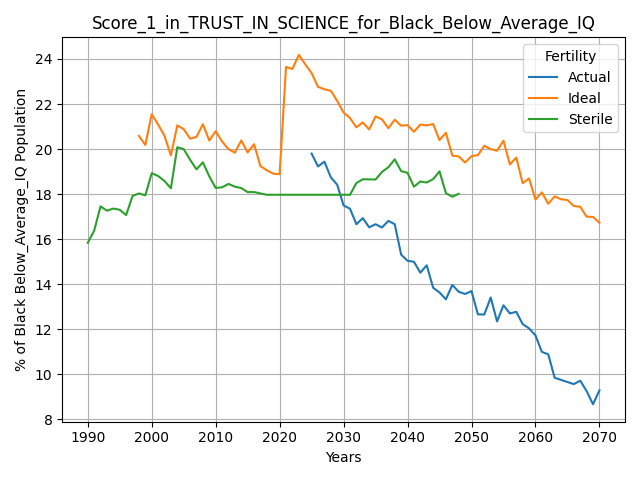 Score_1_in_TRUST_IN_SCIENCE_for_Black_Below_Average_IQ
Fertility
Actual
Ideal
Sterile
% of Black Below_Average_IQ Population
24
22
20
18
16
14
12
10
8
1990 2000 2010 2020 2030 2040 2050 2060 2070
Years